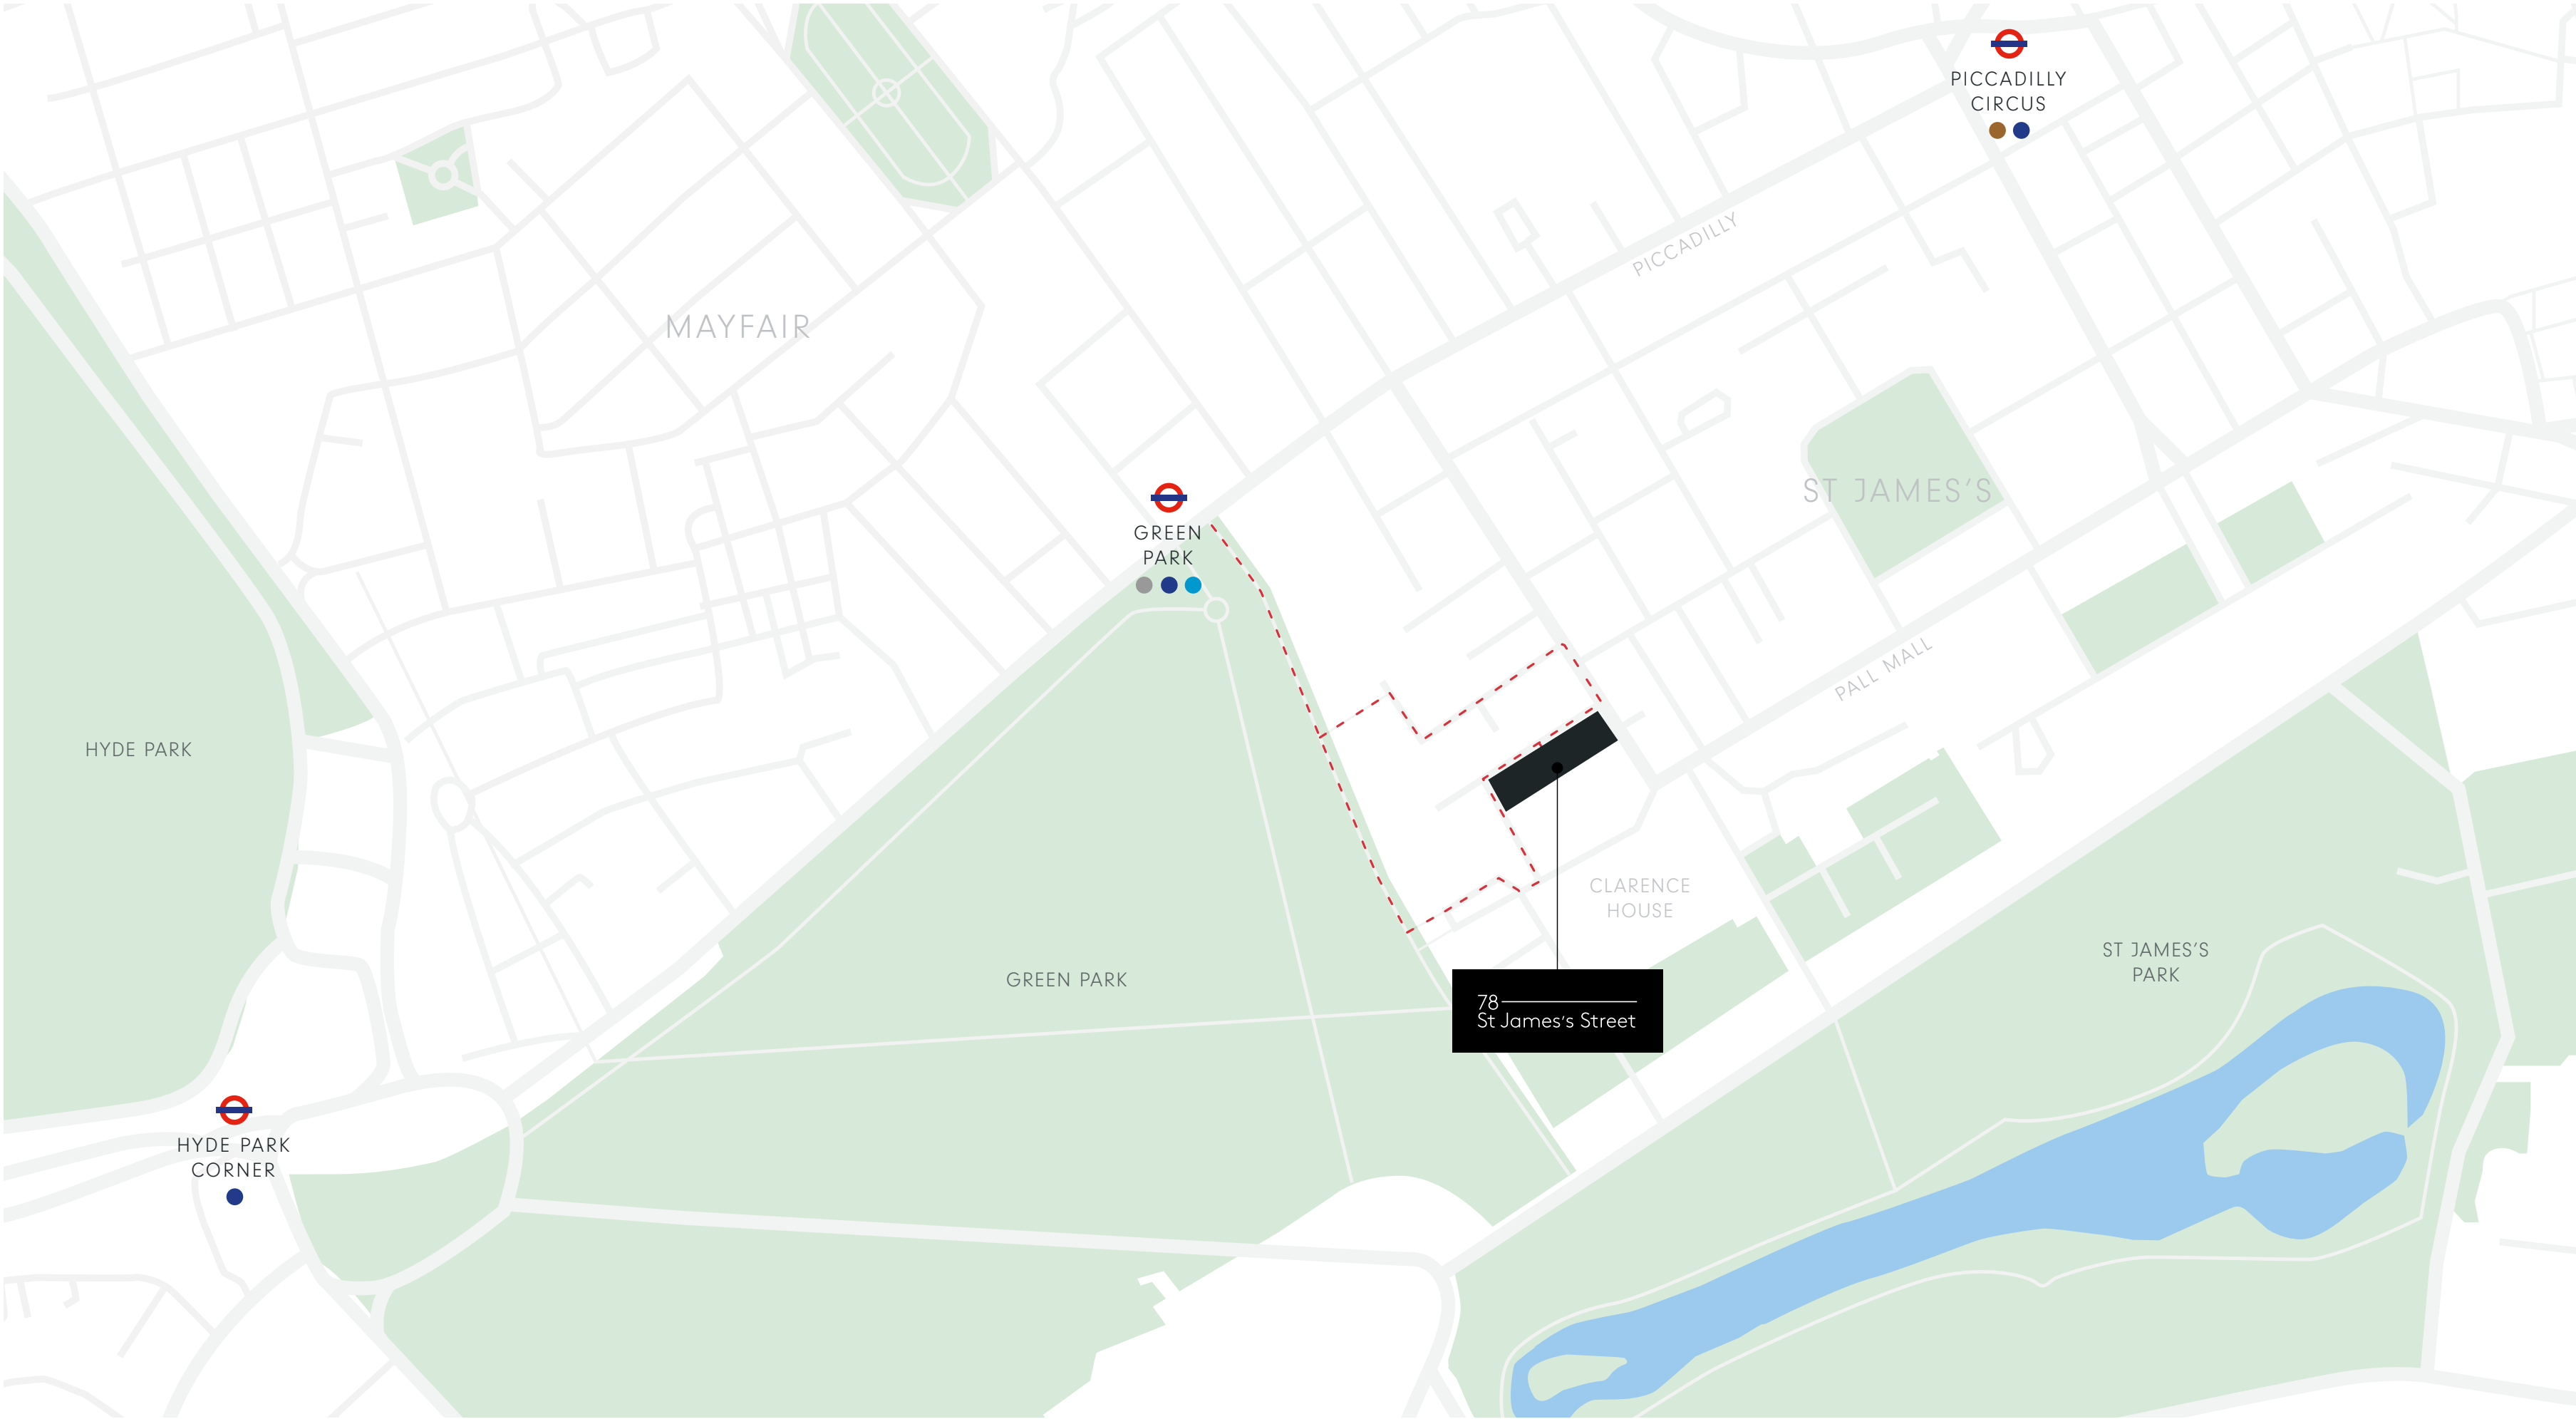 PICCADILLY
CIRCUS
PICCADILLY
MAYFAIR
ST JAMES'S
GREEN
PARK
PALL MALL
HYDE PARK
CLARENCE
HOUSE
ST JAMES'S
PARK
GREEN PARK
78
St James's Street
HYDE PARK
CORNER